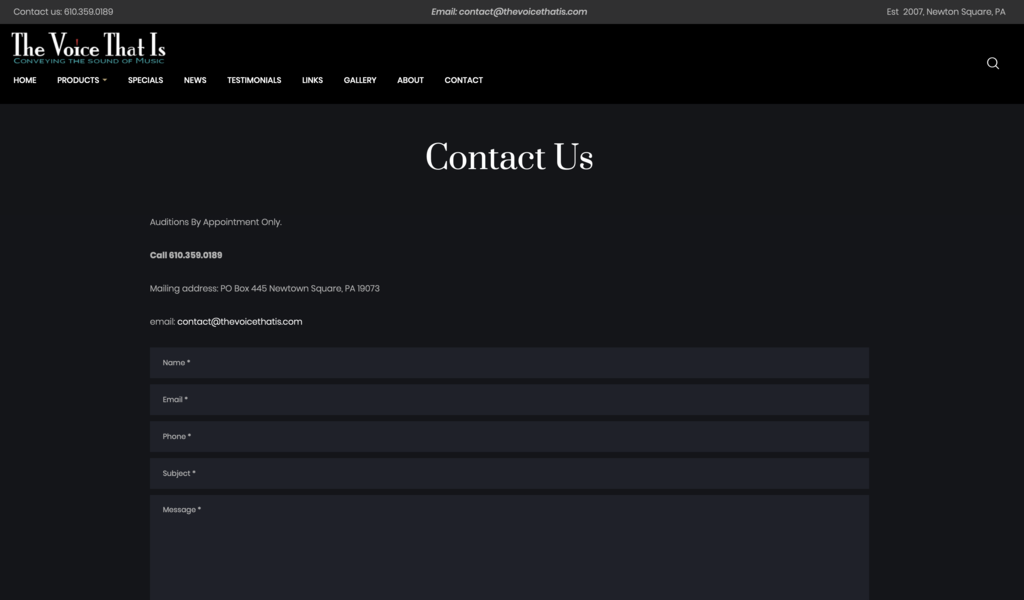 Contact us: 610.359.0189
Email: contact@thevoicethatis.com
Est 2007, Newton Square, PA
The Voice That Is
Conveying the sound of Music
HOME PRODUCTS SPECIALS NEWS TESTIMONIALS LINKS GALLERY ABOUT CONTACT
Contact Us
Auditions By Appointment Only.
Call 610.359.0189
Mailing address: PO Box 445 Newtown Square, PA 19073
email: contact@thevoicethatis.com
Name *
Email *
Phone *
Subject *
Message *